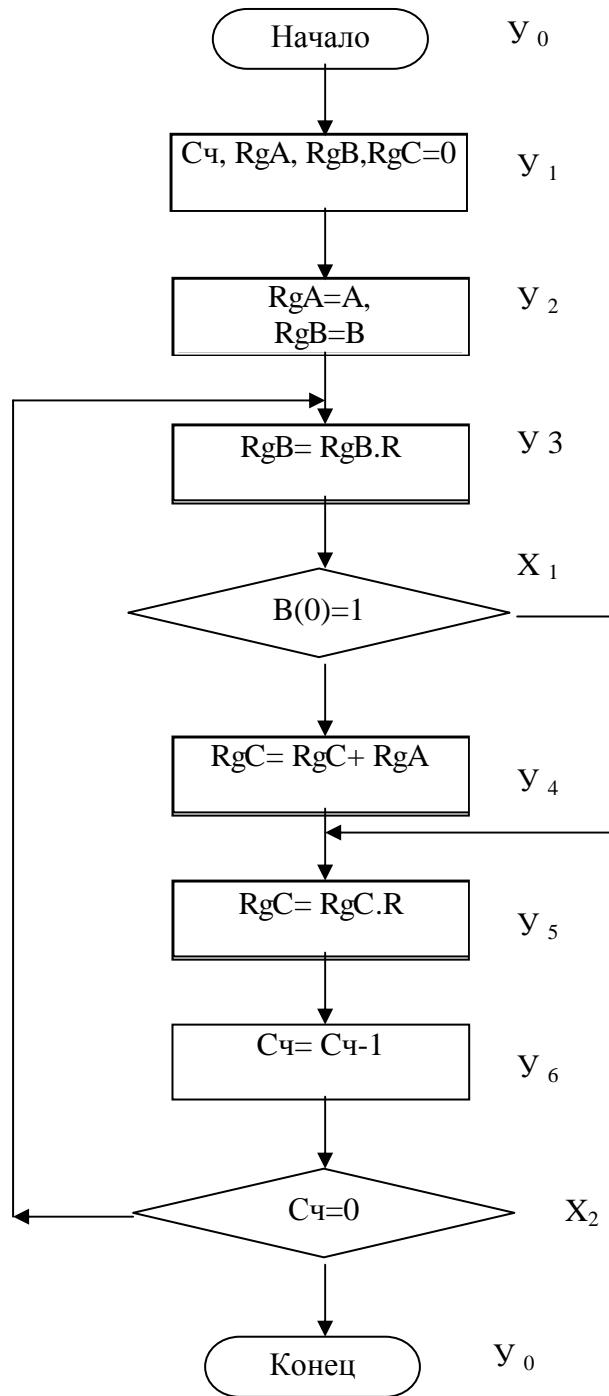 Начало
У 0
Сч, RgA, RgB,RgC=0
У 1
RgA=A,
RgB=B
У 2
RgB= RgB.R
У 3
X 1
B(0)=1
RgC= RgC+ RgA
У 4
RgC= RgC.R
У 5
Сч= Сч-1
У 6
Сч=0
X2
Конец
У 0